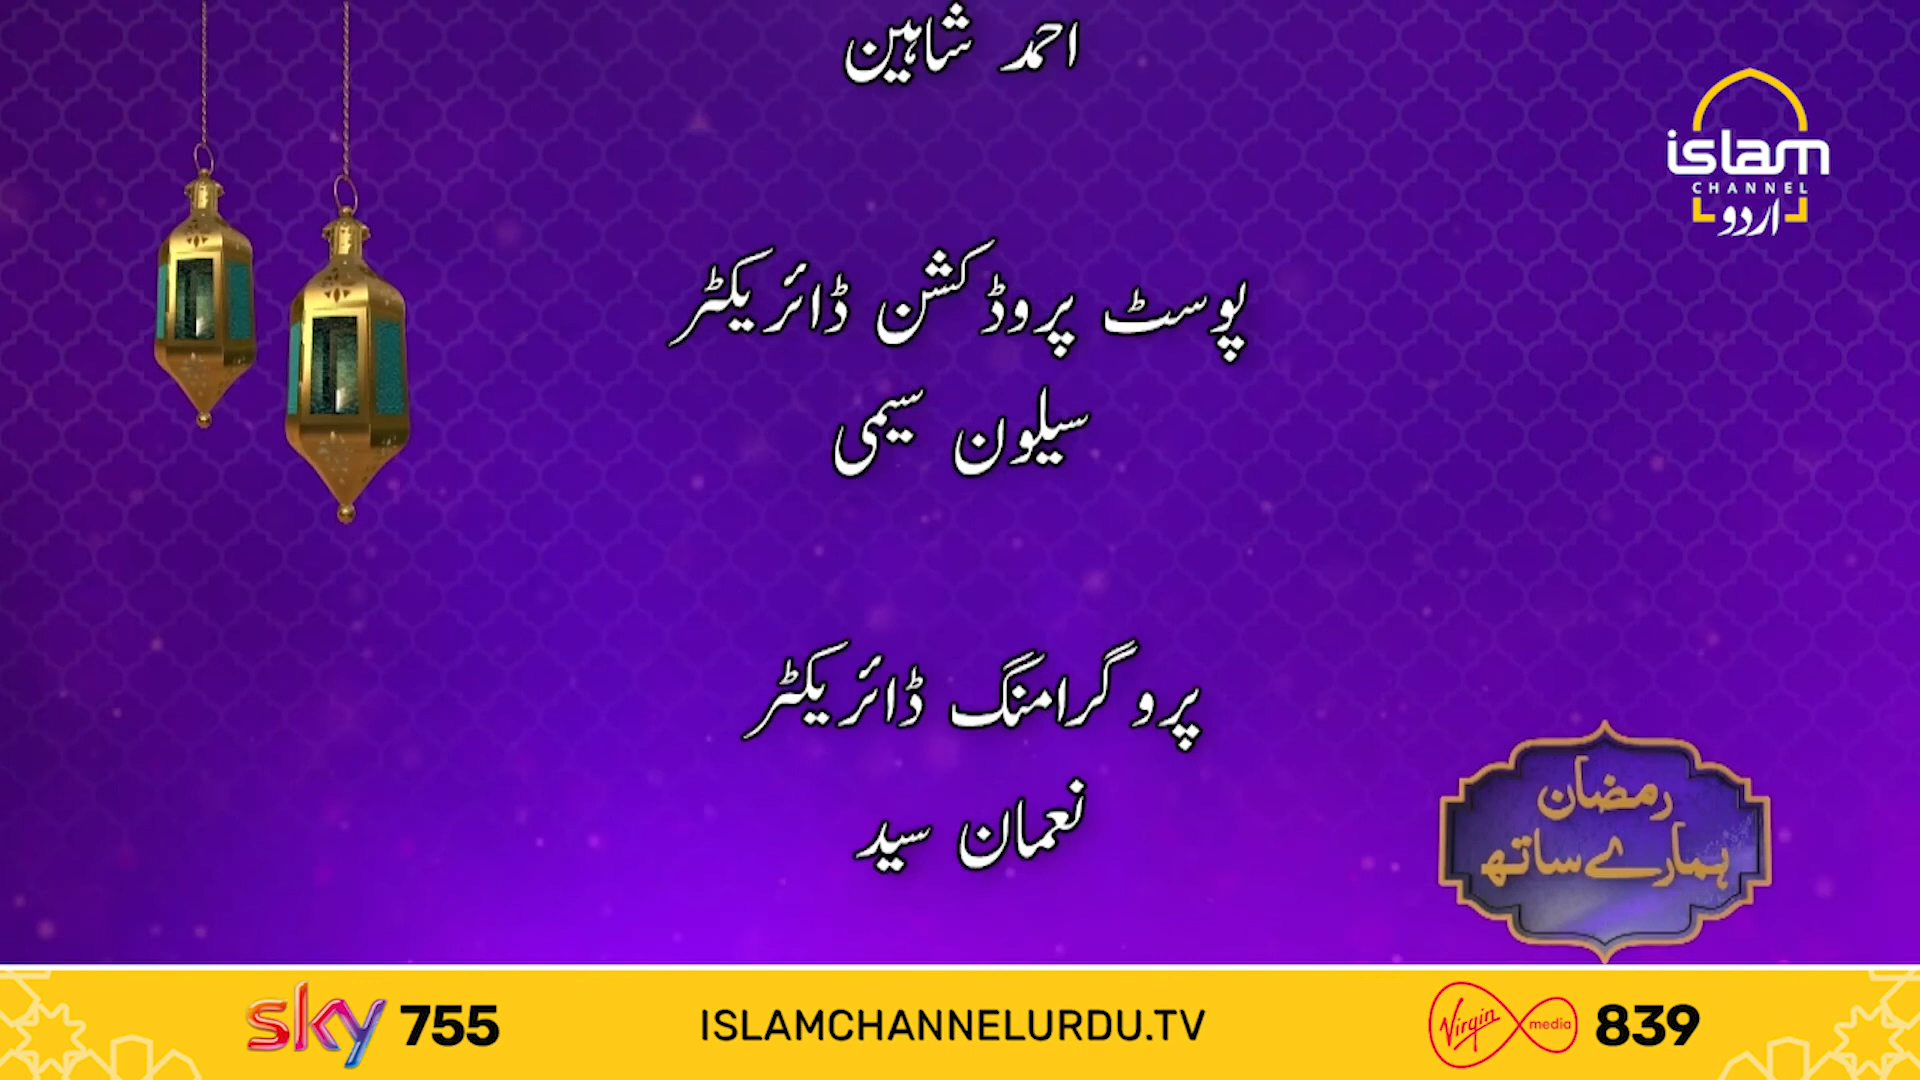 احمد شاہین
islam
CHANNEL
اردو
پوسٹ پروڈکشن ڈائریکٹر
سیلون سیمی
پروگرامنگ ڈائریکٹر
نعمان سید
رمضان
ہمارے ساتھ
sky 755
ISLAMCHANNELURDU.TV
Virgin media 839